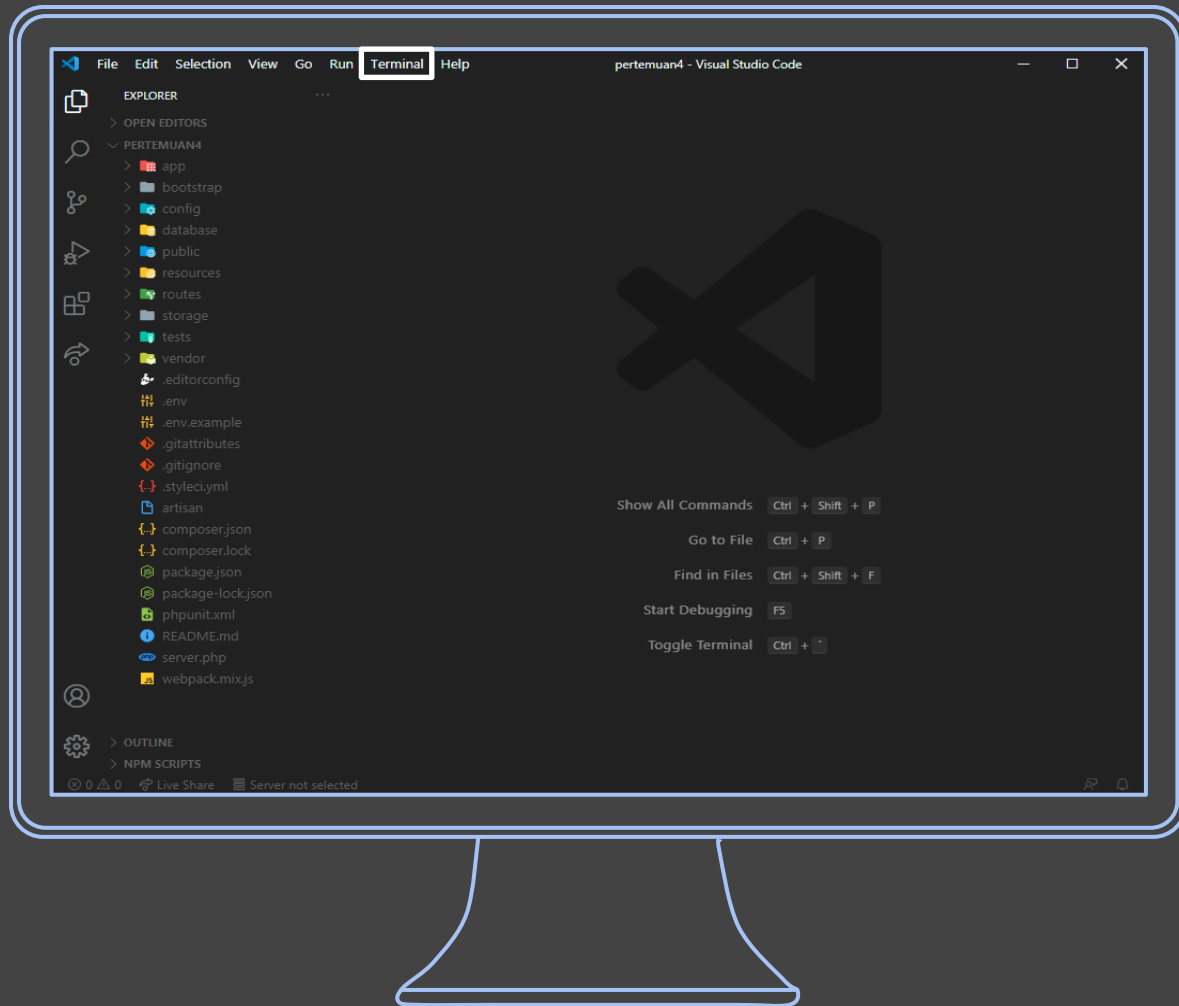 File Edit Selection View Go Run Terminal Help pertemuan4 - Visual Studio Code
EXPLORER ...
OPEN EDITORS
PERTEMUAN4
app
bootstrap
config
database
public
resources
routes
storage
tests
vendor
.editorconfig
.env
.env.example
.gitattributes
.gitignore
.styleci.yml
artisan
composer.json
composer.lock
package.json
package-lock.json
phpunit.xml
README.md
server.php
webpack.mix.js
OUTLINE
NPM SCRIPTS
0 0 Live Share Server not selected
Show All Commands Ctrl + Shift + P
Go to File Ctrl + P
Find in Files Ctrl + Shift + F
Start Debugging F5
Toggle Terminal Ctrl + `